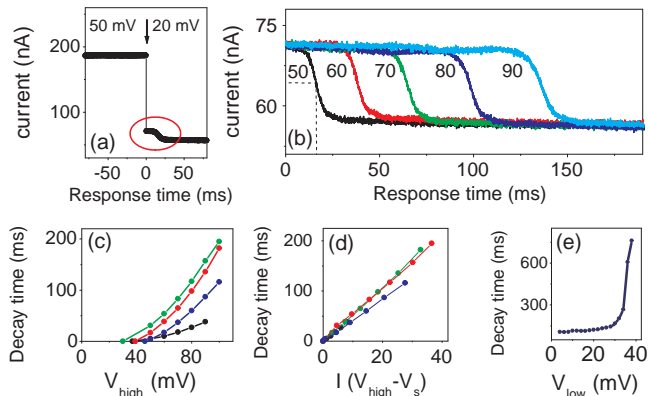 50 mV
20 mV
200
100
current (nA)
(a)
-50
0
50
Response time (ms)
75
60
current (nA)
50
60
70
80
90
(b)
0
50
100
150
Response time (ms)
(c)
200
100
0
Decay time (ms)
0
40
80
V_high (mV)
(d)
200
100
0
Decay time (ms)
0
20
40
I (V_high-V_s)
(e)
600
300
Decay time (ms)
0
20
40
V_low (mV)